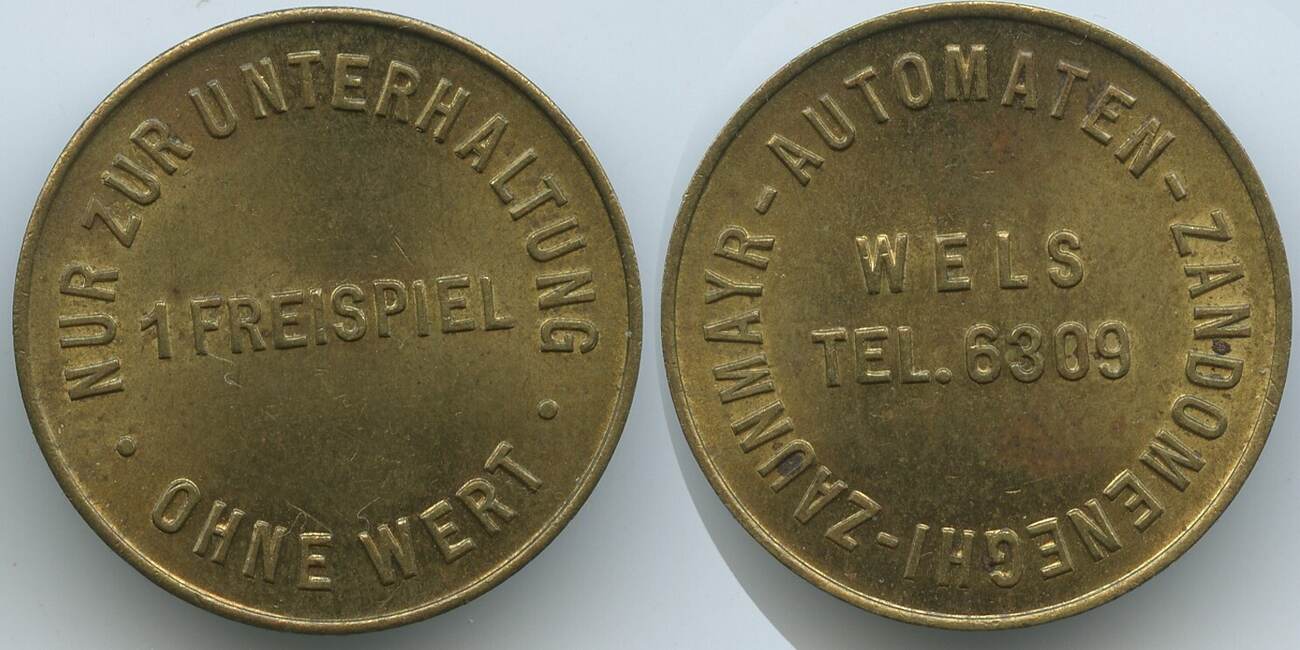 NUR ZUR UNTERHALTUNG
1 FREISPIEL
• OHNE WERT •
AUTOMATEN - ZANDOMENEGHI - ZAUNMAYR -
WELS
TEL. 6309